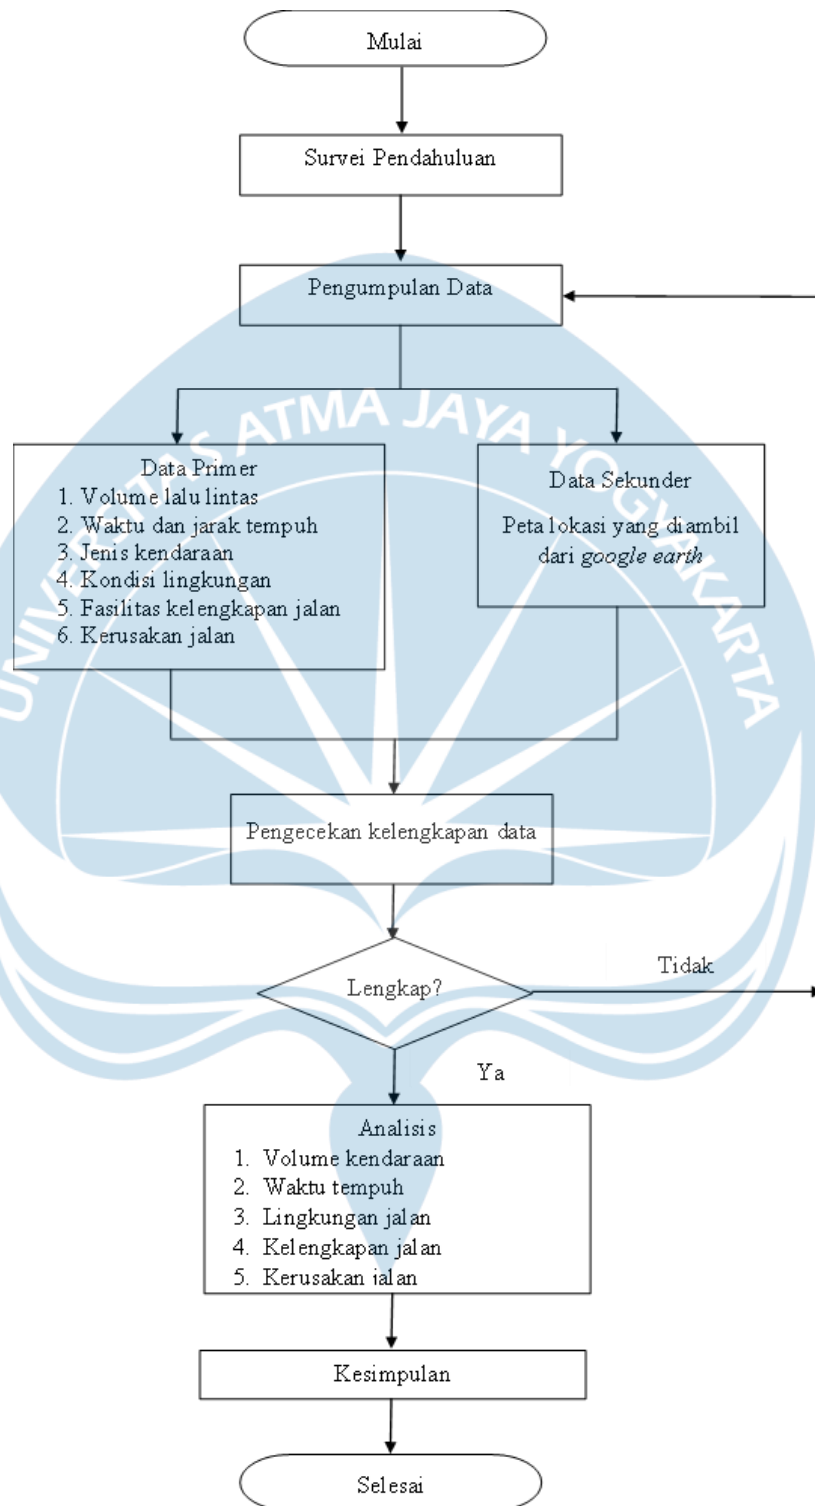 Mulai
Survei Pendahuluan
Pengumpulan Data
UNIVERSITAS ATMA JAYA YOGYAKARTA
Data Primer
1. Volume lalu lintas
2. Waktu dan jarak tempuh
3. Jenis kendaraan
4. Kondisi lingkungan
5. Fasilitas kelengkapan jalan
6. Kerusakan jalan
Data Sekunder
Peta lokasi yang diambil
dari google earth
Pengecekan kelengkapan data
Lengkap?
Tidak
Ya
Analisis
1. Volume kendaraan
2. Waktu tempuh
3. Lingkungan jalan
4. Kelengkapan jalan
5. Kerusakan jalan
Kesimpulan
Selesai